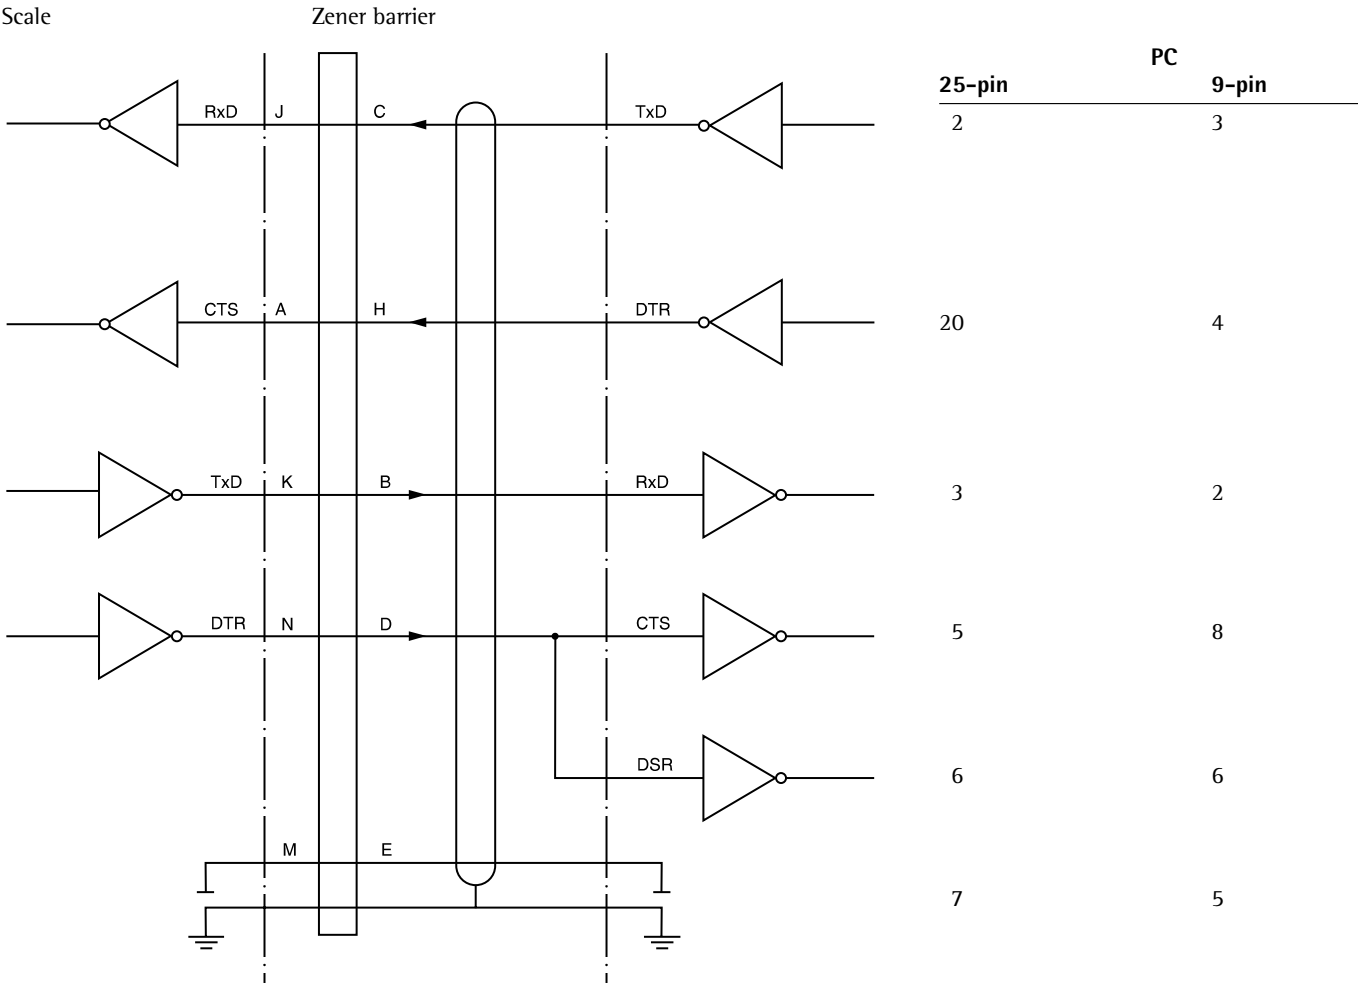 Scale Zener barrier
PC
25-pin 9-pin
RxD J C TxD 2 3
CTS A H DTR 20 4
TxD K B RxD 3 2
DTR N D CTS 5 8
DSR 6 6
M E
7 5